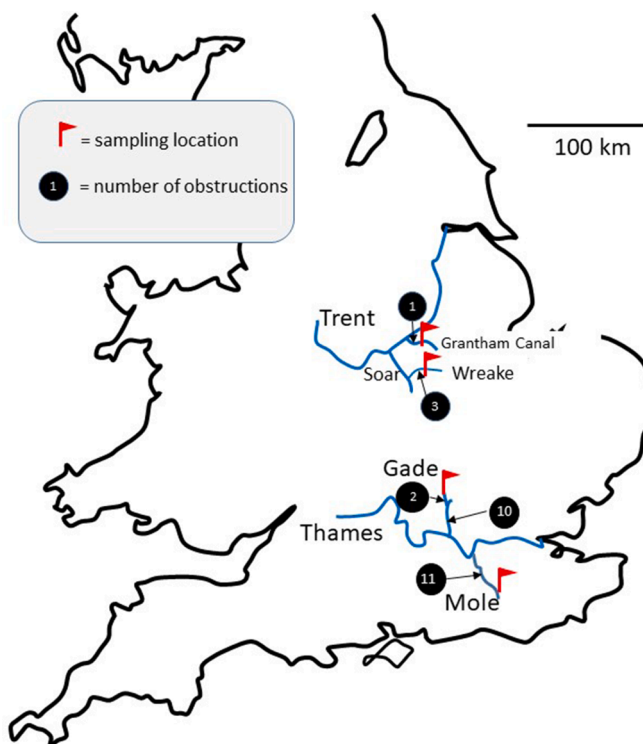 = sampling location
1 = number of obstructions
100 km
1
Trent
Grantham Canal
Soar
Wreake
3
Gade
2
10
Thames
11
Mole